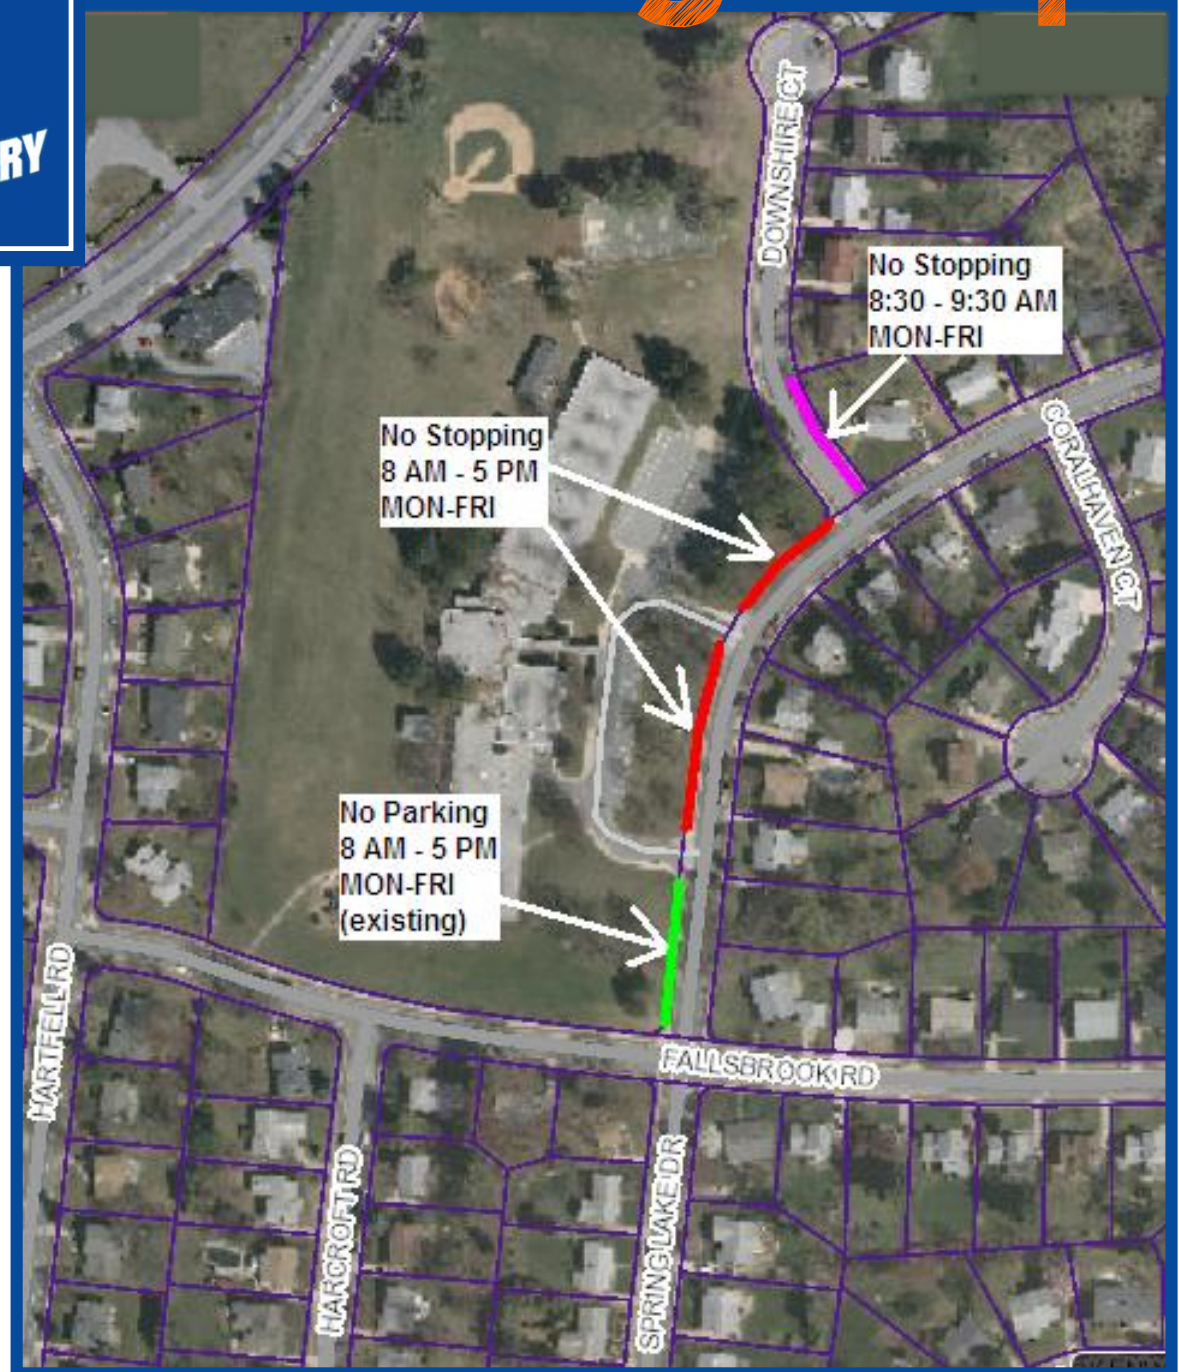 RY
DOWNSHIRE CT
No Stopping
8:30 - 9:30 AM
MON-FRI
CORALHAVEN CT
No Stopping
8 AM - 5 PM
MON-FRI
No Parking
8 AM - 5 PM
MON-FRI
(existing)
HARTFELL RD
FALLSBROOK RD
HARCROFT RD
SPRING LAKE DR